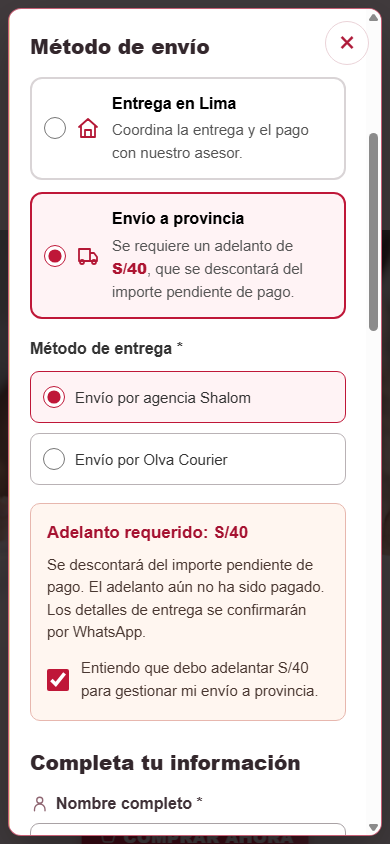 Método de envío
Entrega en Lima
Coordina la entrega y el pago
con nuestro asesor.
Envío a provincia
Se requiere un adelanto de
S/40, que se descontará del
importe pendiente de pago.
Método de entrega *
Envío por agencia Shalom
Envío por Olva Courier
Adelanto requerido: S/40
Se descontará del importe pendiente de
pago. El adelanto aún no ha sido pagado.
Los detalles de entrega se confirmarán
por WhatsApp.
Entiendo que debo adelantar S/40
para gestionar mi envío a provincia.
Completa tu información
Nombre completo *
COMPRAR AHORA